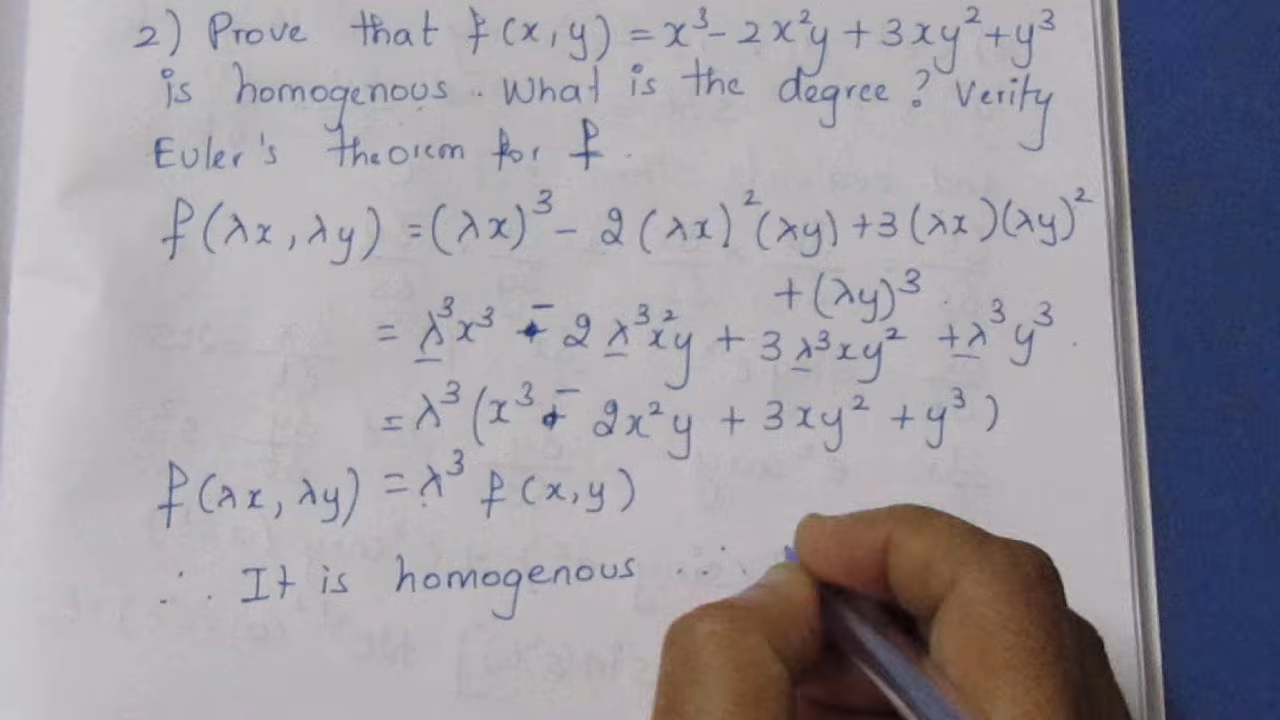 2) Prove that f(x,y) = x³ - 2x²y + 3xy² + y³
is homogenous. What is the degree? Verify
Euler's theorem for f.
f(λx, λy) = (λx)³ - 2(λx)²(λy) + 3(λx)(λy)²
+ (λy)³.
= λ³x³ - 2λ³x²y + 3λ³xy² + λ³y³.
= λ³(x³ - 2x²y + 3xy² + y³)
f(λx, λy) = λ³ f(x,y)
∴ It is homogenous. ∴